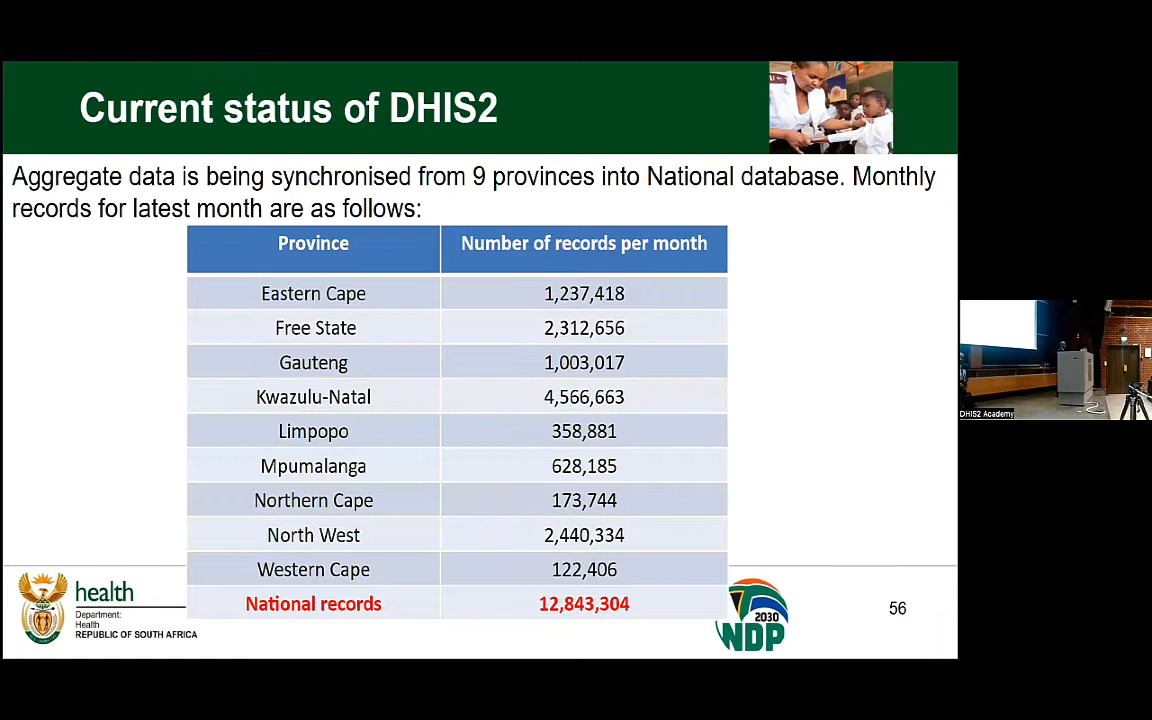 Current status of DHIS2
Aggregate data is being synchronised from 9 provinces into National database. Monthly
records for latest month are as follows:
Province Number of records per month
Eastern Cape 1,237,418
Free State 2,312,656
Gauteng 1,003,017
Kwazulu-Natal 4,566,663
Limpopo 358,881
Mpumalanga 628,185
Northern Cape 173,744
North West 2,440,334
Western Cape 122,406
National records 12,843,304
health
Department:
Health
REPUBLIC OF SOUTH AFRICA
2030
NDP
56
DHIS2 Academy